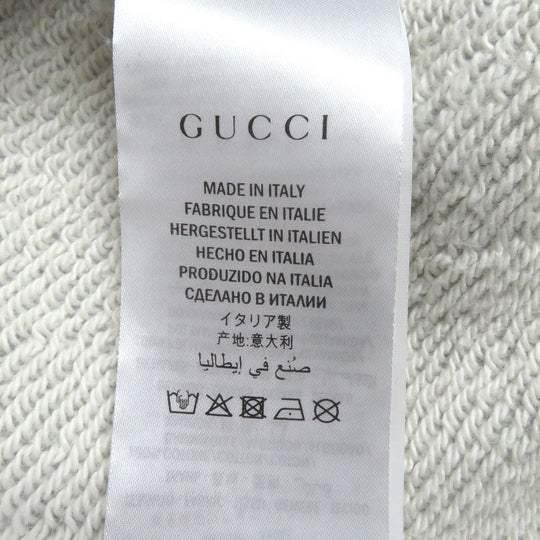 GUCCI
MADE IN ITALY
FABRIQUE EN ITALIE
HERGESTELLT IN ITALIEN
HECHO EN ITALIA
PRODUZIDO NA ITALIA
СДЕЛАНО В ИТАЛИИ
イタリア製
产地:意大利
صُنع في إيطاليا